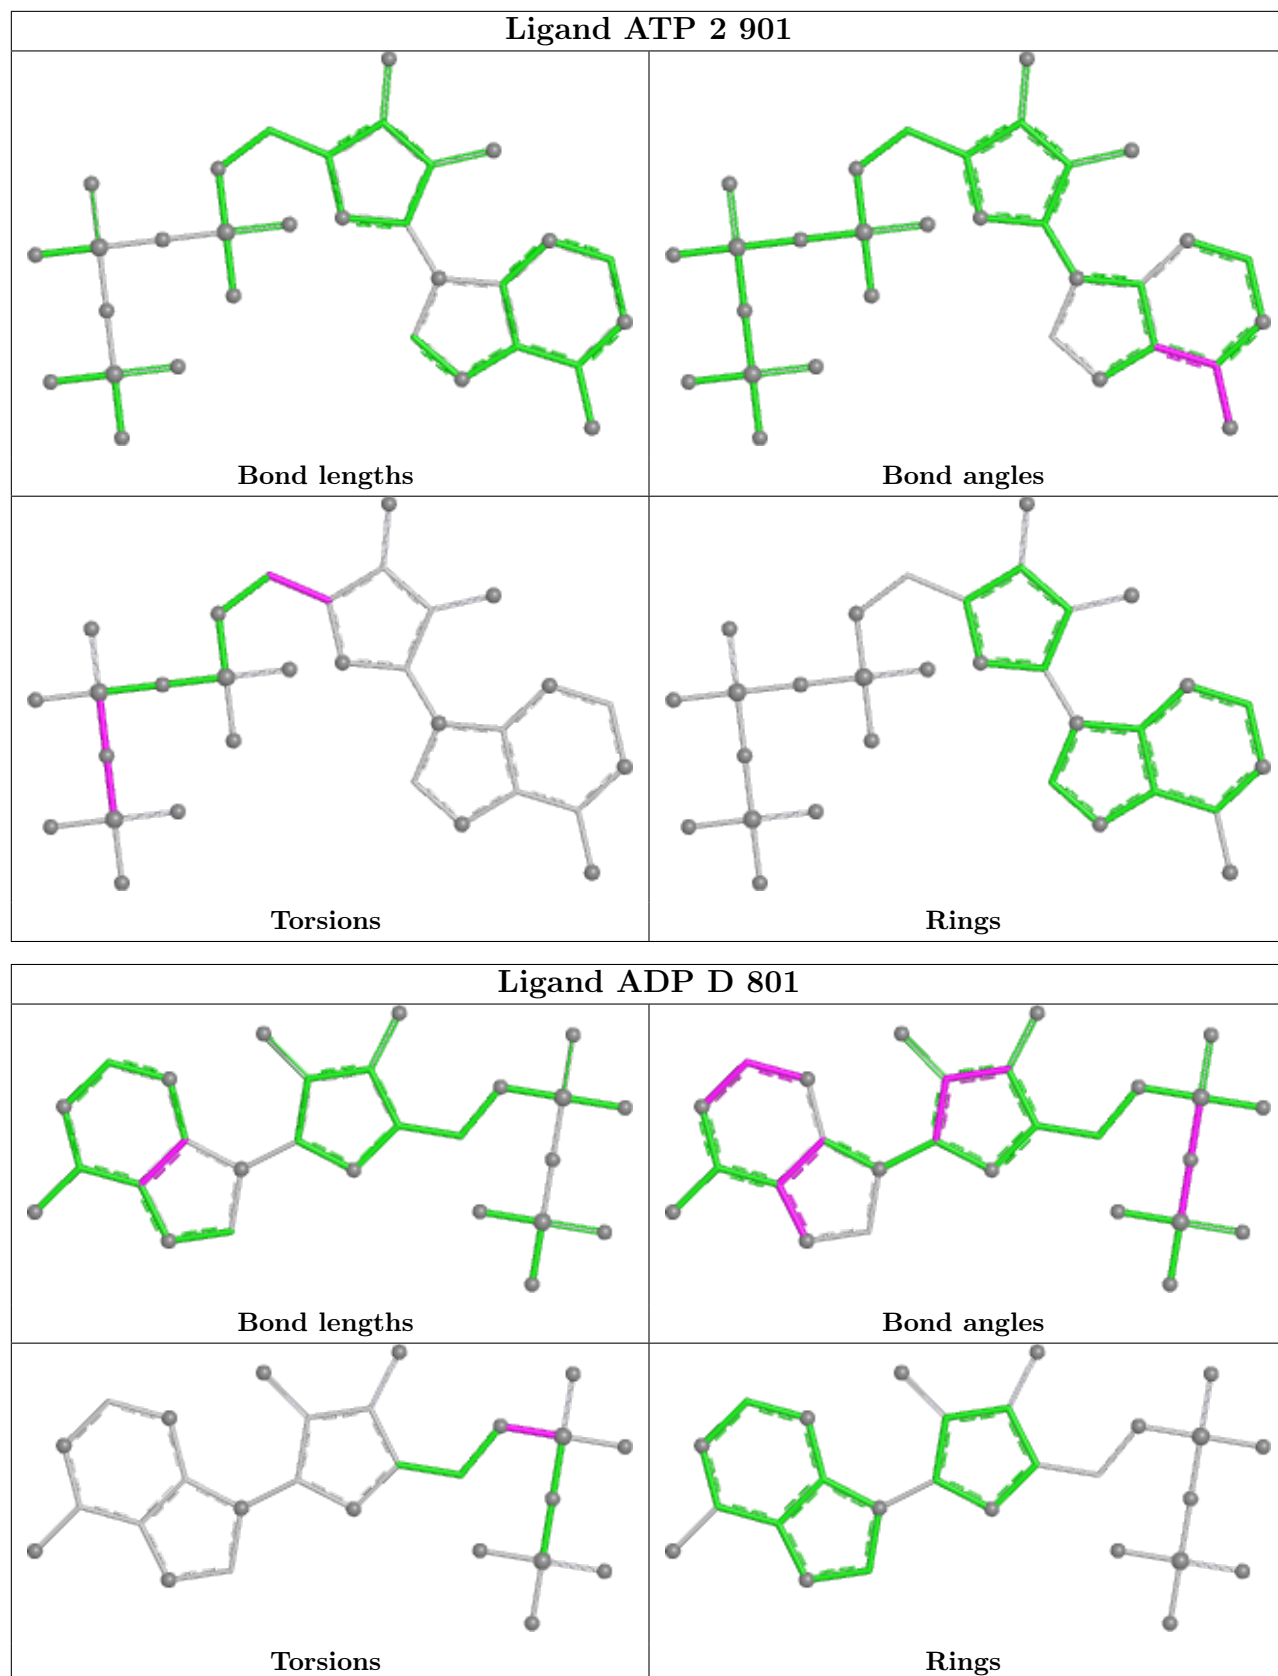 Ligand ATP 2 901
Bond lengths
Bond angles
Torsions
Rings
Ligand ADP D 801
Bond lengths
Bond angles
Torsions
Rings